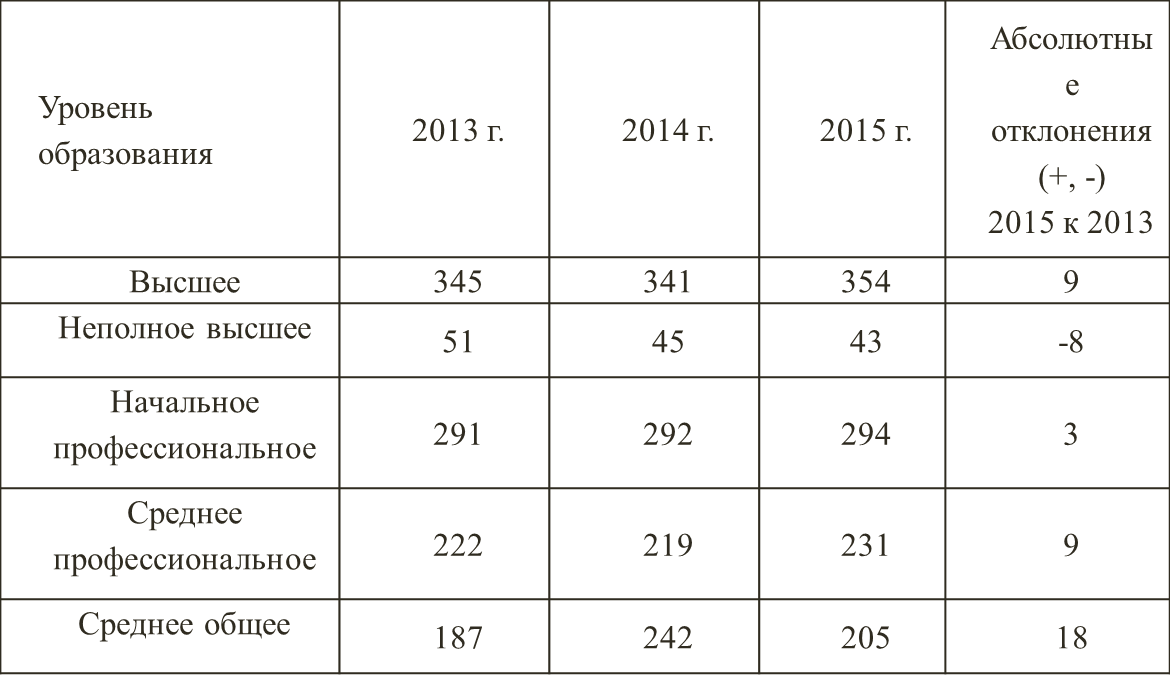 Уровень
образования
2013 г.
2014 г.
2015 г.
Абсолютны
е
отклонения
(+, -)
2015 к 2013
Высшее
345
341
354
9
Неполное высшее
51
45
43
-8
Начальное
профессиональное
291
292
294
3
Среднее
профессиональное
222
219
231
9
Среднее общее
187
242
205
18